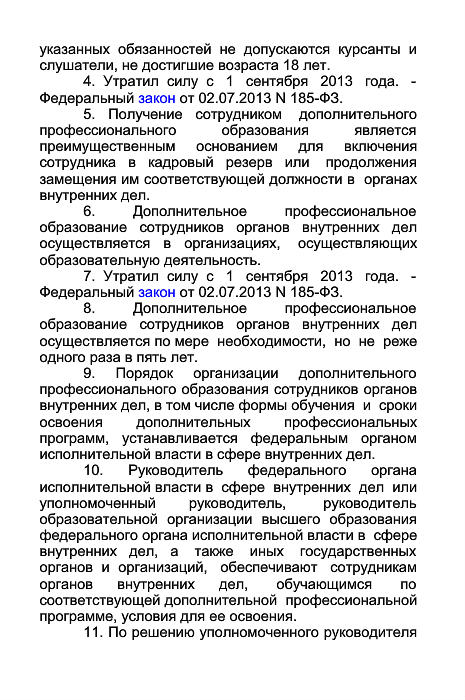 указанных обязанностей не допускаются курсанты и
слушатели, не достигшие возраста 18 лет.
4. Утратил силу с 1 сентября 2013 года. -
Федеральный закон от 02.07.2013 N 185-ФЗ.
5. Получение сотрудником дополнительного
профессионального образования является
преимущественным основанием для включения
сотрудника в кадровый резерв или продолжения
замещения им соответствующей должности в органах
внутренних дел.
6. Дополнительное профессиональное
образование сотрудников органов внутренних дел
осуществляется в организациях, осуществляющих
образовательную деятельность.
7. Утратил силу с 1 сентября 2013 года. -
Федеральный закон от 02.07.2013 N 185-ФЗ.
8. Дополнительное профессиональное
образование сотрудников органов внутренних дел
осуществляется по мере необходимости, но не реже
одного раза в пять лет.
9. Порядок организации дополнительного
профессионального образования сотрудников органов
внутренних дел, в том числе формы обучения и сроки
освоения дополнительных профессиональных
программ, устанавливается федеральным органом
исполнительной власти в сфере внутренних дел.
10. Руководитель федерального органа
исполнительной власти в сфере внутренних дел или
уполномоченный руководитель, руководитель
образовательной организации высшего образования
федерального органа исполнительной власти в сфере
внутренних дел, а также иных государственных
органов и организаций, обеспечивают сотрудникам
органов внутренних дел, обучающимся по
соответствующей дополнительной профессиональной
программе, условия для ее освоения.
11. По решению уполномоченного руководителя